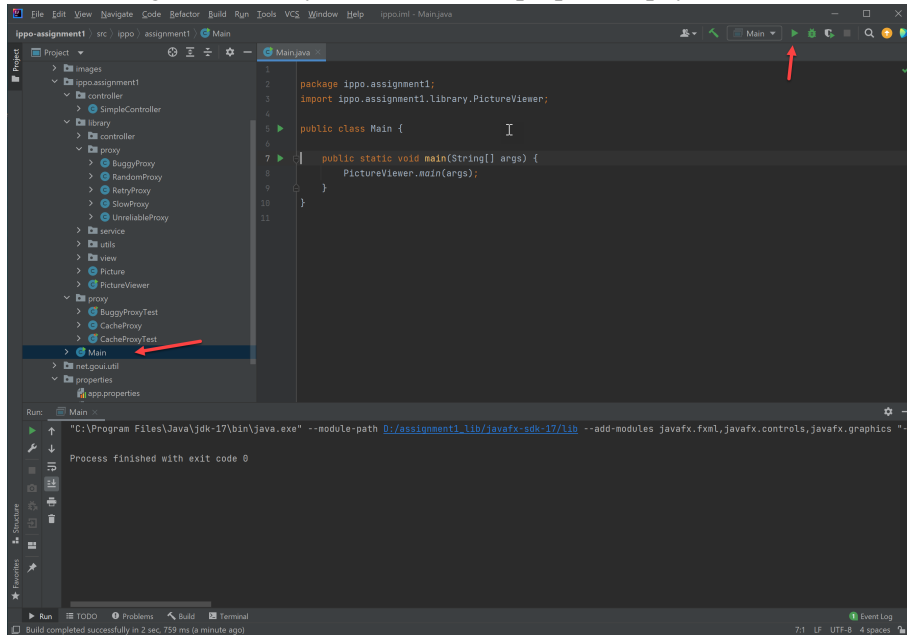 File Edit View Navigate Code Refactor Build Run Tools VCS Window Help ippo.iml - Main.java
ippo-assignment1 src ippo assignment1 Main
Main
Project
Project
Main.java
images
ippo.assignment1
controller
SimpleController
library
controller
proxy
BuggyProxy
RandomProxy
RetryProxy
SlowProxy
UnreliableProxy
service
utils
view
Picture
PictureViewer
proxy
BuggyProxyTest
CacheProxy
CacheProxyTest
Main
net.goui.util
properties
app.properties
1
2 package ippo.assignment1;
3 import ippo.assignment1.library.PictureViewer;
4
5 public class Main {
6
7 public static void main(String[] args) {
8 PictureViewer.main(args);
9 }
10 }
11
Run: Main
"C:\Program Files\Java\jdk-17\bin\java.exe" --module-path D:/assignment1_lib/javafx-sdk-17/lib --add-modules javafx.fxml,javafx.controls,javafx.graphics "-
Process finished with exit code 0
Structure
Favorites
Run TODO Problems Build Terminal
1 Event Log
Build completed successfully in 2 sec, 759 ms (a minute ago)
7:1 LF UTF-8 4 spaces